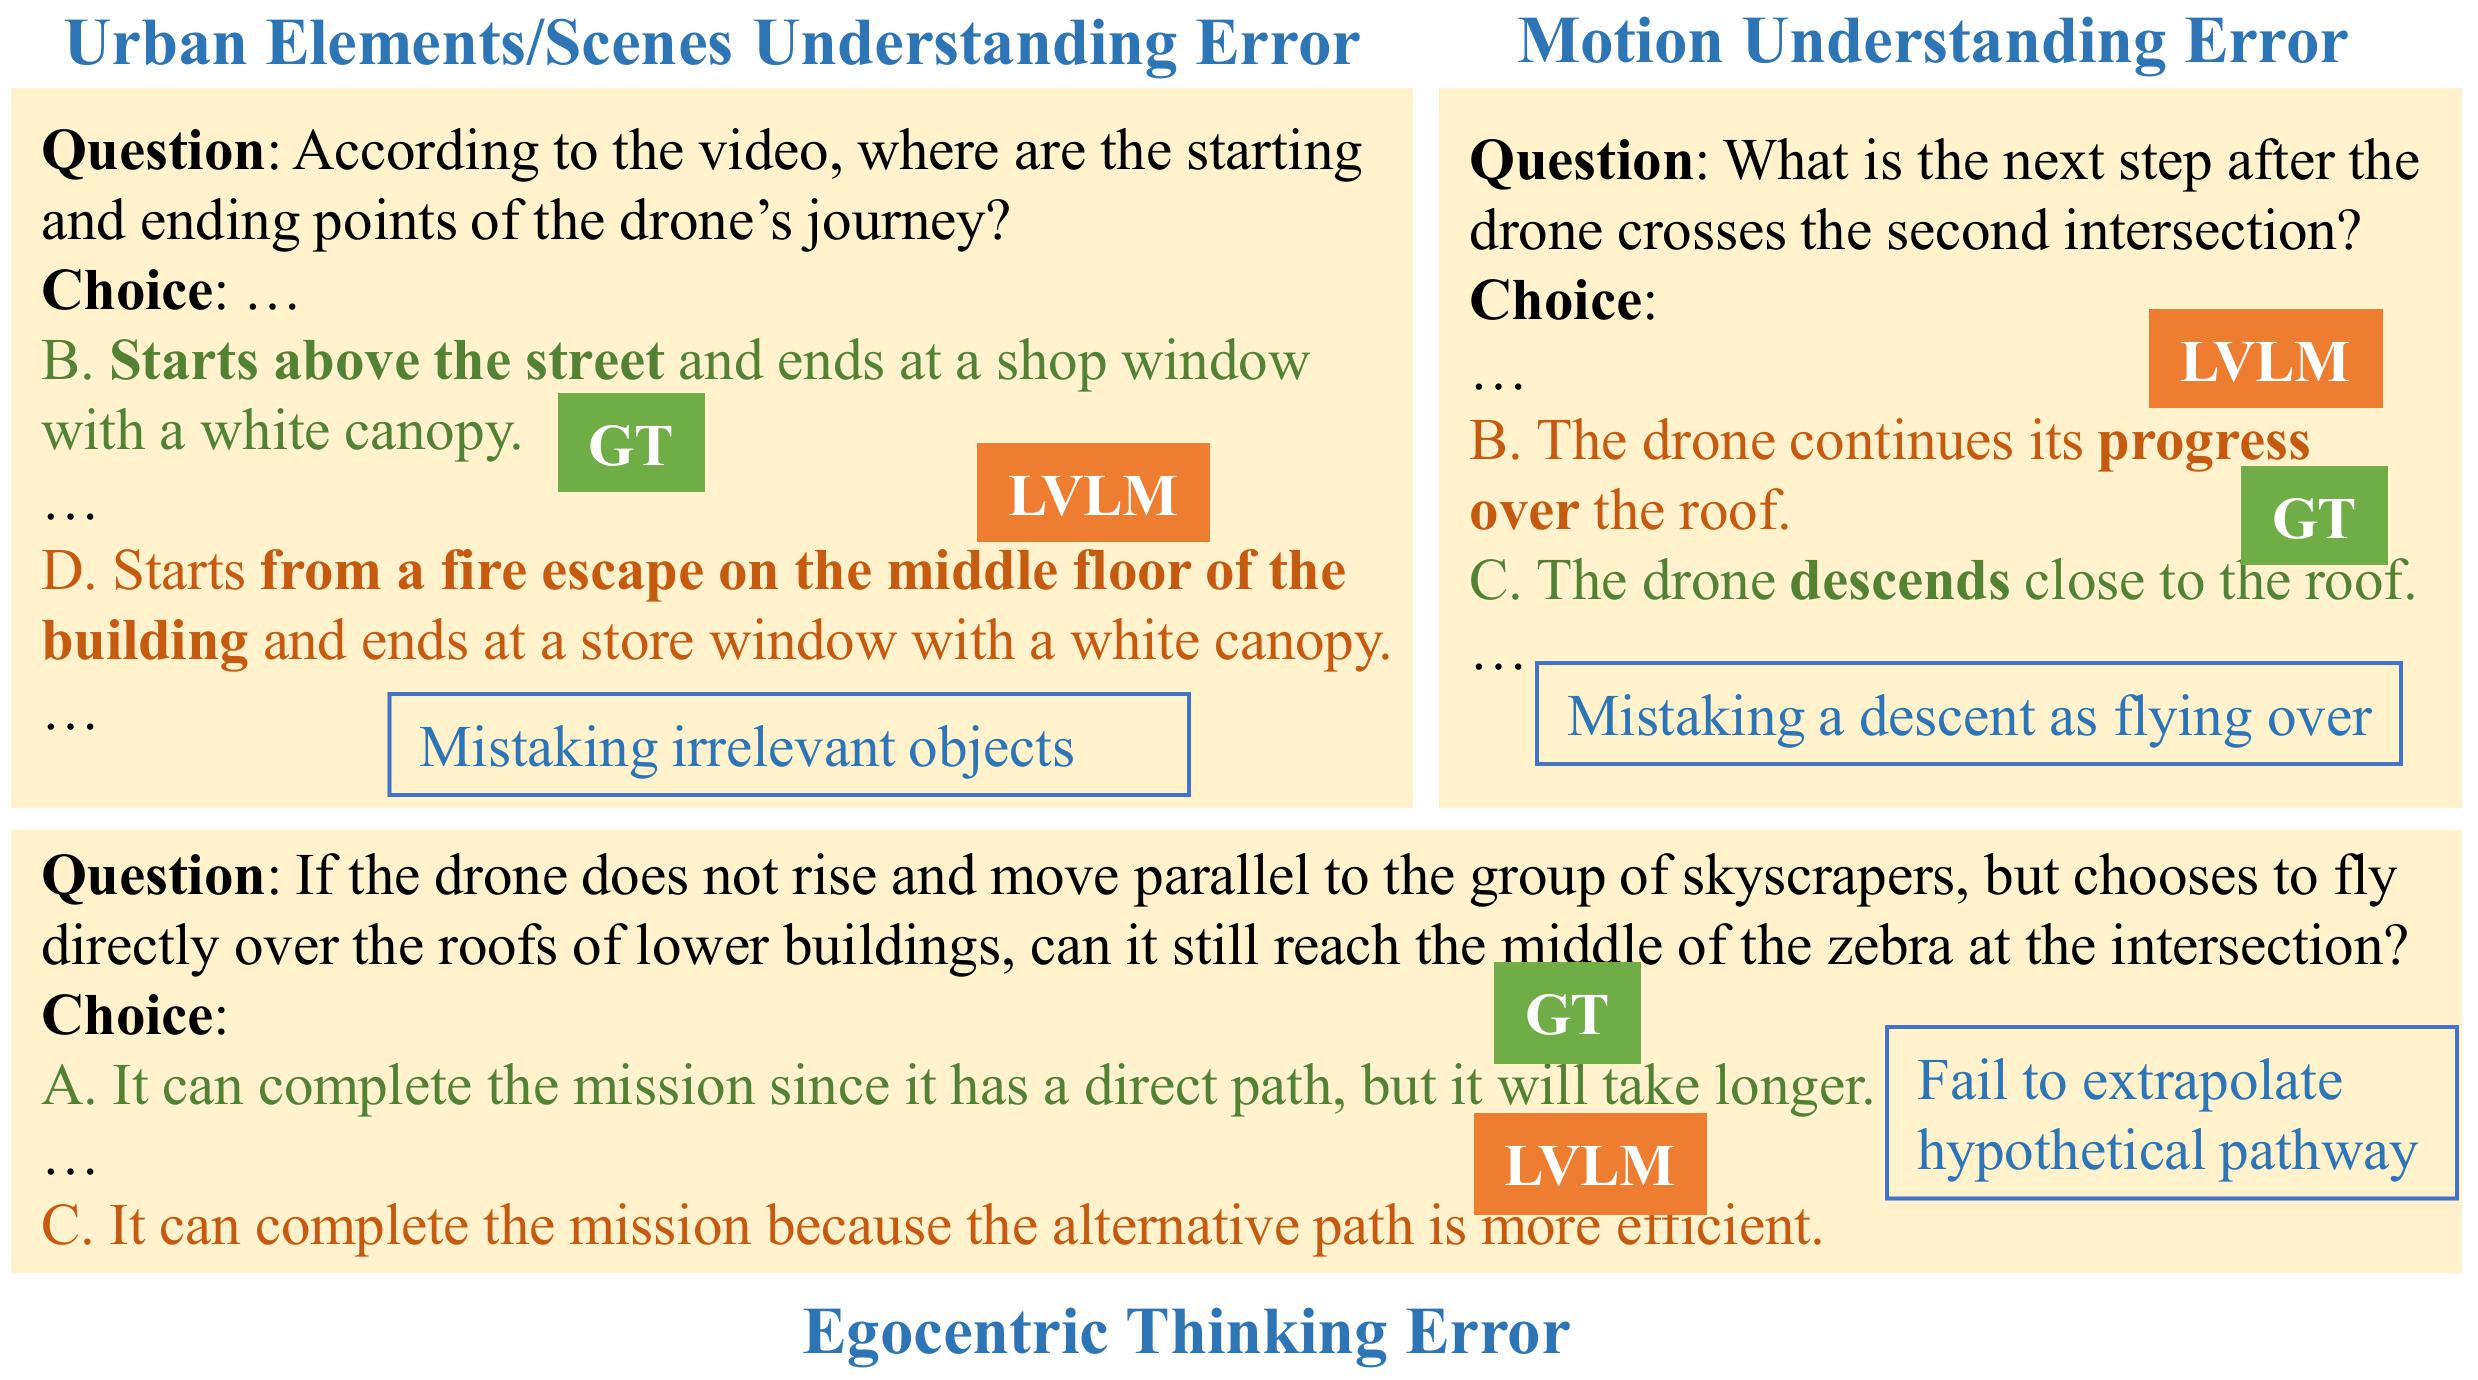 Urban Elements/Scenes Understanding Error
Question: According to the video, where are the starting
and ending points of the drone’s journey?
Choice: …
B. Starts above the street and ends at a shop window
with a white canopy.
GT
…
LVLM
D. Starts from a fire escape on the middle floor of the
building and ends at a store window with a white canopy.
…
Mistaking irrelevant objects
Motion Understanding Error
Question: What is the next step after the
drone crosses the second intersection?
Choice:
LVLM
…
B. The drone continues its progress
over the roof.
GT
C. The drone descends close to the roof.
…
Mistaking a descent as flying over
Question: If the drone does not rise and move parallel to the group of skyscrapers, but chooses to fly
directly over the roofs of lower buildings, can it still reach the middle of the zebra at the intersection?
Choice:
GT
A. It can complete the mission since it has a direct path, but it will take longer.
…
LVLM
C. It can complete the mission because the alternative path is more efficient.
Fail to extrapolate
hypothetical pathway
Egocentric Thinking Error